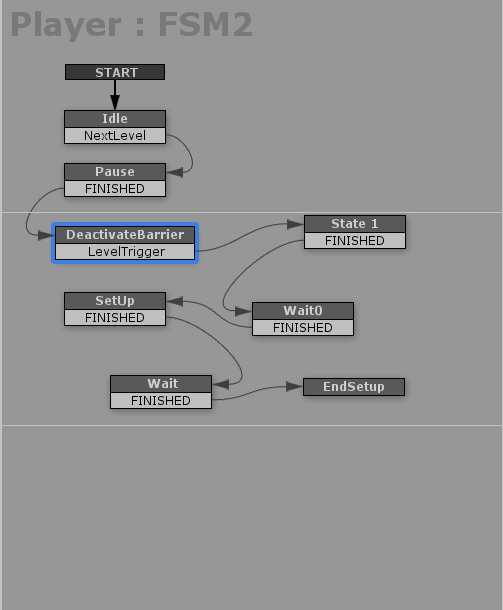 Player : FSM2
START
Idle
NextLevel
Pause
FINISHED
DeactivateBarrier
LevelTrigger
State 1
FINISHED
SetUp
FINISHED
Wait0
FINISHED
Wait
FINISHED
EndSetup